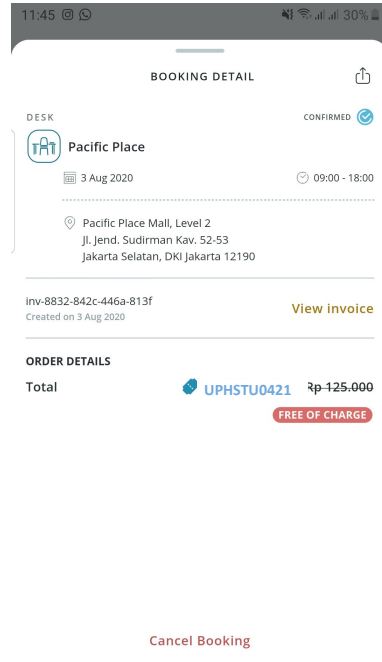 11:45 30%
BOOKING DETAIL
DESK CONFIRMED
Pacific Place
3 Aug 2020 09:00 - 18:00
Pacific Place Mall, Level 2
Jl. Jend. Sudirman Kav. 52-53
Jakarta Selatan, DKI Jakarta 12190
inv-8832-842c-446a-813f
Created on 3 Aug 2020 View invoice
ORDER DETAILS
Total UPHSTU0421 Rp 125.000
FREE OF CHARGE
Cancel Booking